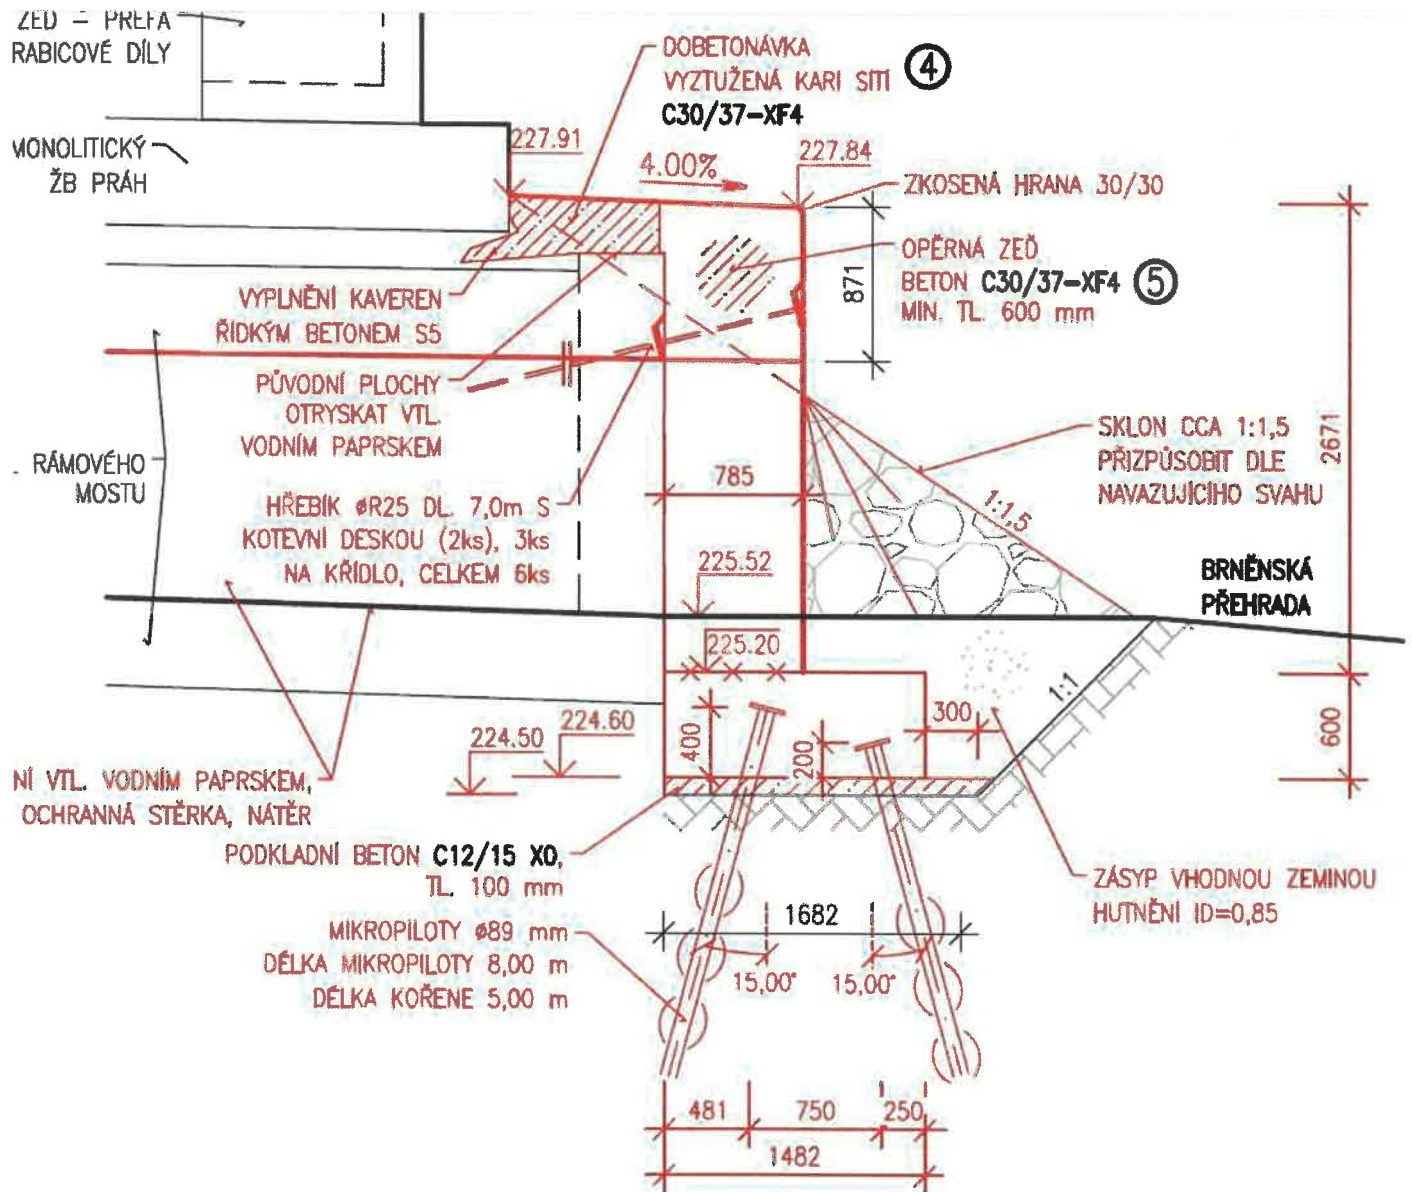 ZEĎ – PREFA
RABICOVÉ DÍLY
MONOLITICKÝ
ŽB PRÁH
DOBETONÁVKA
VYZTUŽENÁ KARI SÍTÍ
4
C30/37–XF4
227.91
4.00%
227.84
ZKOSENÁ HRANA 30/30
OPĚRNÁ ZEĎ
BETON C30/37–XF4
5
MIN. TL. 600 mm
871
VYPLNĚNÍ KAVEREN
ŘÍDKÝM BETONEM S5
PŮVODNÍ PLOCHY
OTRYSKAT VTL.
VODNÍM PAPRSKEM
RÁMOVÉHO
MOSTU
HŘEBÍK øR25 DL. 7,0m S
KOTEVNÍ DESKOU (2ks), 3ks
NA KŘÍDLO, CELKEM 6ks
785
SKLON CCA 1:1,5
PŘIZPŮSOBIT DLE
NAVAZUJÍCÍHO SVAHU
2671
1:1,5
225.52
BRNĚNSKÁ
PŘEHRADA
225.20
1:1
300
600
400
200
224.50
224.60
NÍ VTL. VODNÍM PAPRSKEM,
OCHRANNÁ STĚRKA, NÁTĚR
PODKLADNÍ BETON C12/15 X0,
TL. 100 mm
ZÁSYP VHODNOU ZEMINOU
HUTNĚNÍ ID=0,85
MIKROPILOTY ø89 mm
DÉLKA MIKROPILOTY 8,00 m
DÉLKA KOŘENE 5,00 m
1682
15,00°
15,00°
481
750
250
1482